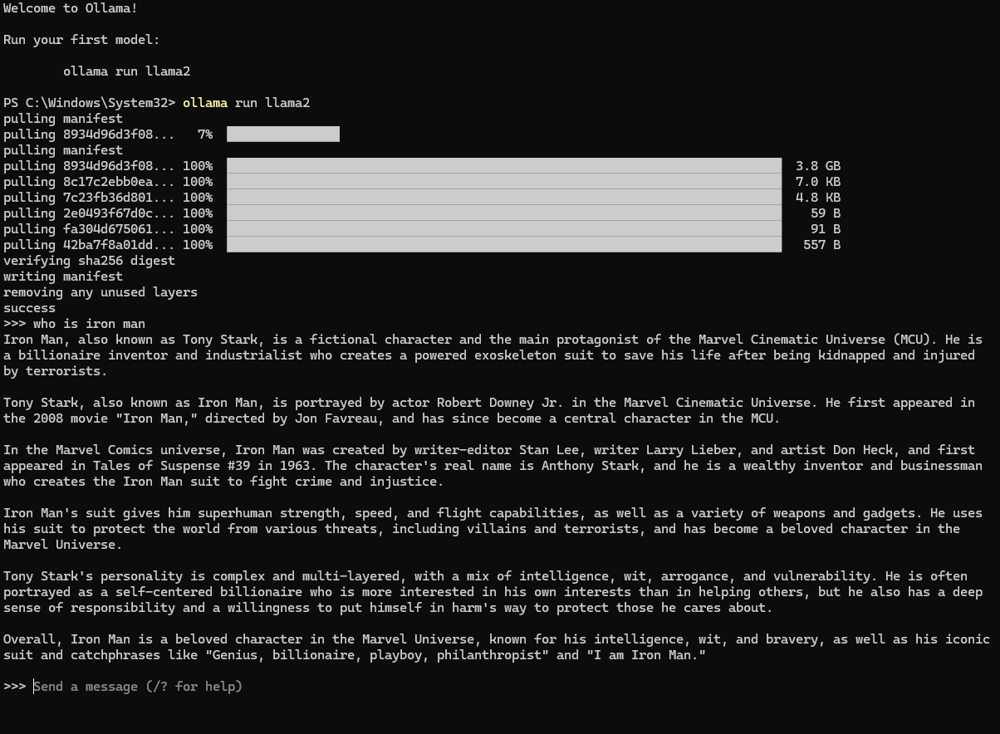 Welcome to Ollama!
Run your first model:
ollama run llama2
PS C:\Windows\System32> ollama run llama2
pulling manifest
pulling 8934d96d3f08... 7%
pulling manifest
pulling 8934d96d3f08... 100% 3.8 GB
pulling 8c17c2ebb0ea... 100% 7.0 KB
pulling 7c23fb36d801... 100% 4.8 KB
pulling 2e0493f67d0c... 100% 59 B
pulling fa304d675061... 100% 91 B
pulling 42ba7f8a01dd... 100% 557 B
verifying sha256 digest
writing manifest
removing any unused layers
success
>>> who is iron man
Iron Man, also known as Tony Stark, is a fictional character and the main protagonist of the Marvel Cinematic Universe (MCU). He is
a billionaire inventor and industrialist who creates a powered exoskeleton suit to save his life after being kidnapped and injured
by terrorists.
Tony Stark, also known as Iron Man, is portrayed by actor Robert Downey Jr. in the Marvel Cinematic Universe. He first appeared in
the 2008 movie "Iron Man," directed by Jon Favreau, and has since become a central character in the MCU.
In the Marvel Comics universe, Iron Man was created by writer-editor Stan Lee, writer Larry Lieber, and artist Don Heck, and first
appeared in Tales of Suspense #39 in 1963. The character's real name is Anthony Stark, and he is a wealthy inventor and businessman
who creates the Iron Man suit to fight crime and injustice.
Iron Man's suit gives him superhuman strength, speed, and flight capabilities, as well as a variety of weapons and gadgets. He uses
his suit to protect the world from various threats, including villains and terrorists, and has become a beloved character in the
Marvel Universe.
Tony Stark's personality is complex and multi-layered, with a mix of intelligence, wit, arrogance, and vulnerability. He is often
portrayed as a self-centered billionaire who is more interested in his own interests than in helping others, but he also has a deep
sense of responsibility and a willingness to put himself in harm's way to protect those he cares about.
Overall, Iron Man is a beloved character in the Marvel Universe, known for his intelligence, wit, and bravery, as well as his iconic
suit and catchphrases like "Genius, billionaire, playboy, philanthropist" and "I am Iron Man."
>>> Send a message (/? for help)